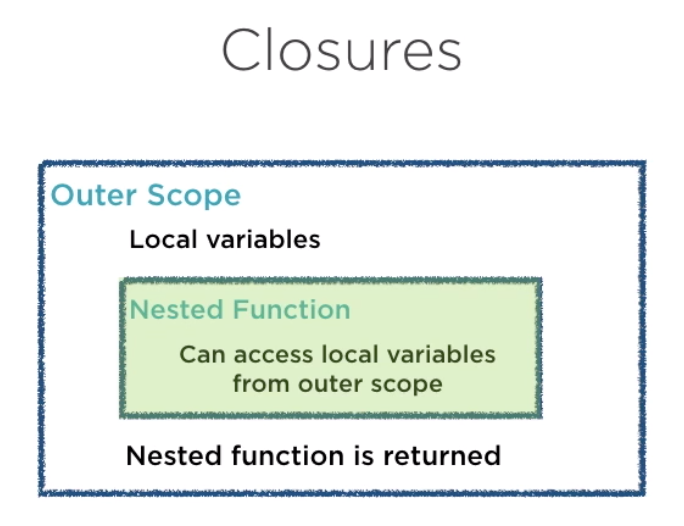 Closures
Outer Scope
Local variables
Nested Function
Can access local variables
from outer scope
Nested function is returned